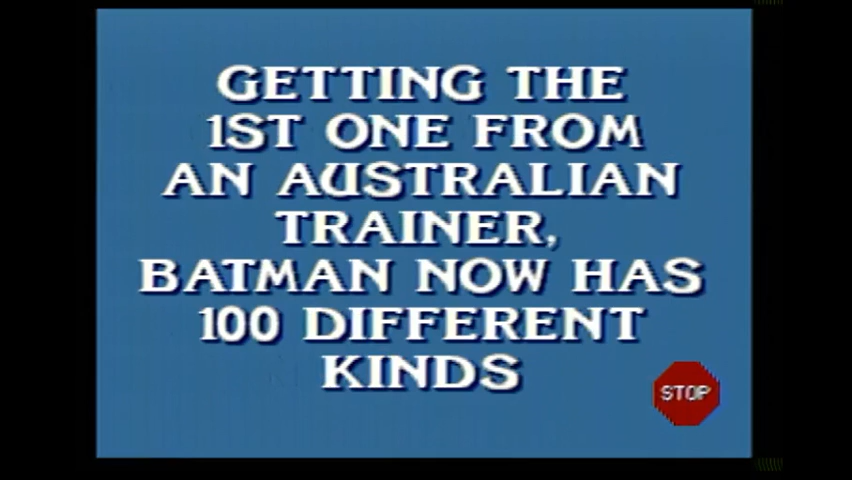 GETTING THE
1ST ONE FROM
AN AUSTRALIAN
TRAINER,
BATMAN NOW HAS
100 DIFFERENT
KINDS
STOP